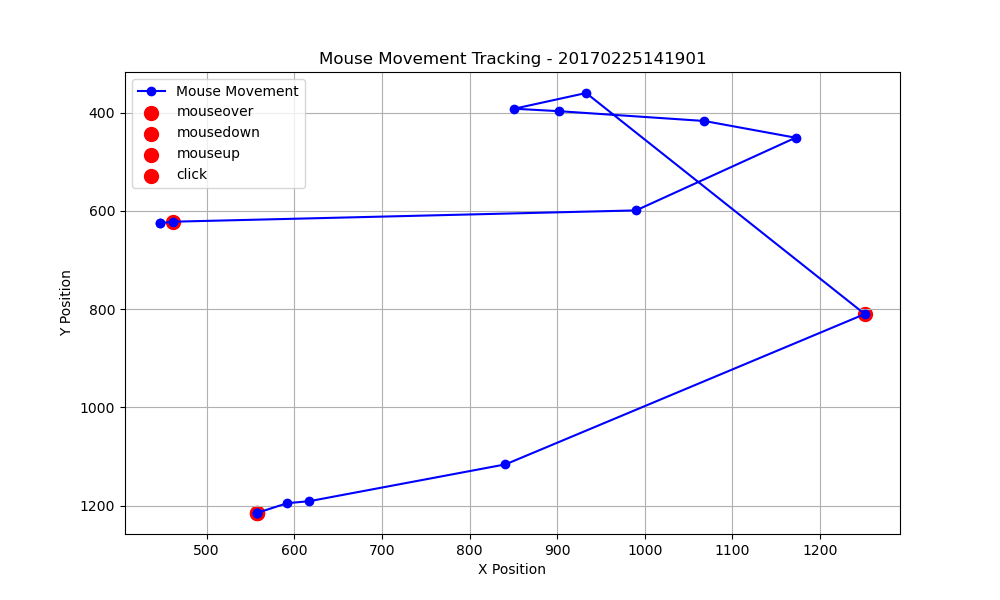 Mouse Movement Tracking - 20170225141901
Mouse Movement
mouseover
mousedown
mouseup
click
400
600
800
1000
1200
Y Position
500 600 700 800 900 1000 1100 1200
X Position